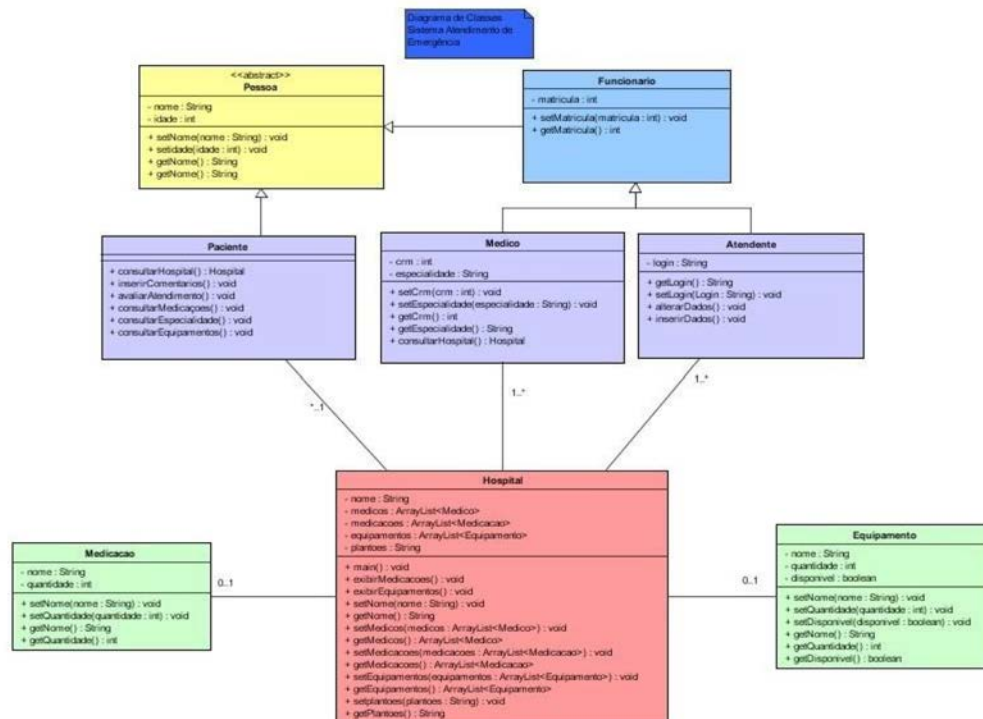 Diagrama de Classes
Sistema Atendimento de
Emergência
<<abstract>>
Pessoa
- nome : String
- idade : int
+ setNome(nome : String) : void
+ setidade(idade : int) : void
+ getNome() : String
+ getNome() : String
Funcionario
- matricula : int
+ setMatricula(matricula : int) : void
+ getMatricula() : int
Paciente
+ consultarHospital() : Hospital
+ inserirComentarios() : void
+ avaliarAtendimento() : void
+ consultarMedicaçoes() : void
+ consultarEspecialidade() : void
+ consultarEquipamentos() : void
Medico
- crm : int
- especialidade : String
+ setCrm(crm : int) : void
+ setEspecialidade(especialidade : String) : void
+ getCrm() : int
+ getEspecialidade() : String
+ consultarHospital() : Hospital
Atendente
- login : String
+ getLogin() : String
+ setLogin(Login : String) : void
+ alterarDados() : void
+ inserirDados() : void
*..1
1..*
1..*
Hospital
- nome : String
- medicos : ArrayList<Medico>
- medicacoes : ArrayList<Medicacao>
- equipamentos : ArrayList<Equipamento>
- plantoes : String
+ main() : void
+ exibirMedicacoes() : void
+ exibirEquipamentos() : void
+ setNome(nome : String) : void
+ getNome() : String
+ setMedicos(medicos : ArrayList<Medico>) : void
+ getMedicos() : ArrayList<Medico>
+ setMedicacoes(medicacoes : ArrayList<Medicacao>) : void
+ getMedicacoes() : ArrayList<Medicacao>
+ setEquipamentos(equipamentos : ArrayList<Equipamento>) : void
+ getEquipamentos() : ArrayList<Equipamento>
+ setplantoes(plantoes : String) : void
+ getPlantoes() : String
Medicacao
- nome : String
- quantidade : int
+ setNome(nome : String) : void
+ setQuantidade(quantidade : int) : void
+ getNome() : String
+ getQuantidade() : int
0..1
0..1
Equipamento
- nome : String
- quantidade : int
- disponivel : boolean
+ setNome(nome : String) : void
+ setQuantidade(quantidade : int) : void
+ setDisponivel(disponivel : boolean) : void
+ getNome() : String
+ getQuantidade() : int
+ getDisponivel() : boolean